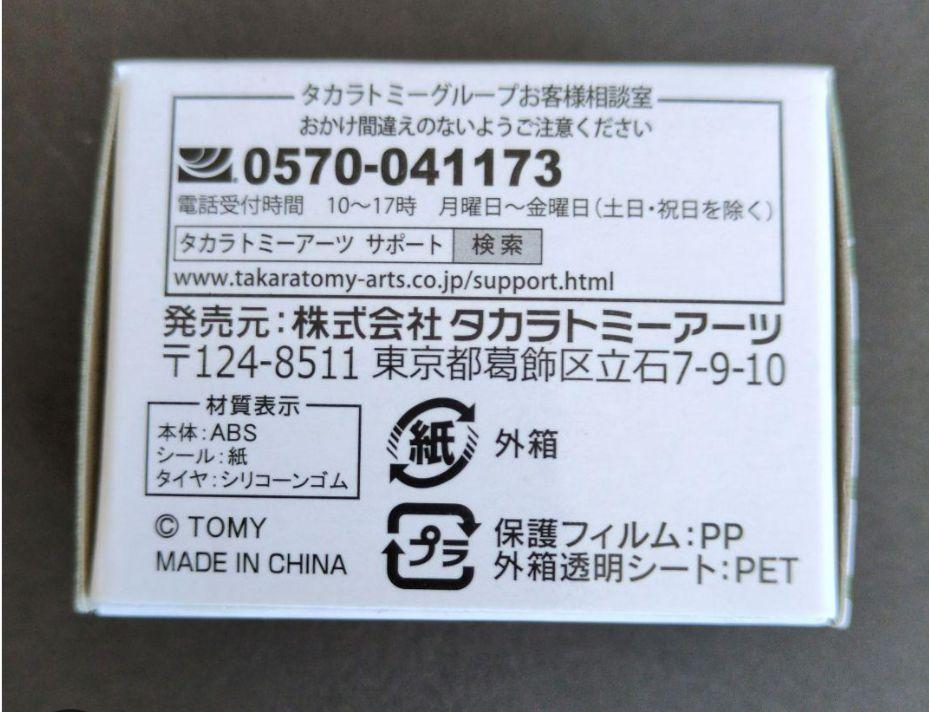 タカラトミーグループお客様相談室
おかけ間違えのないようご注意ください
0570-041173
電話受付時間 10～17時 月曜日～金曜日(土日・祝日を除く)
タカラトミーアーツ サポート 検索
www.takaratomy-arts.co.jp/support.html
発売元:株式会社タカラトミーアーツ
〒124-8511 東京都葛飾区立石7-9-10
材質表示
本体:ABS
シール:紙
タイヤ:シリコーンゴム
紙 外箱
© TOMY
MADE IN CHINA
プラ 保護フィルム:PP
外箱透明シート:PET